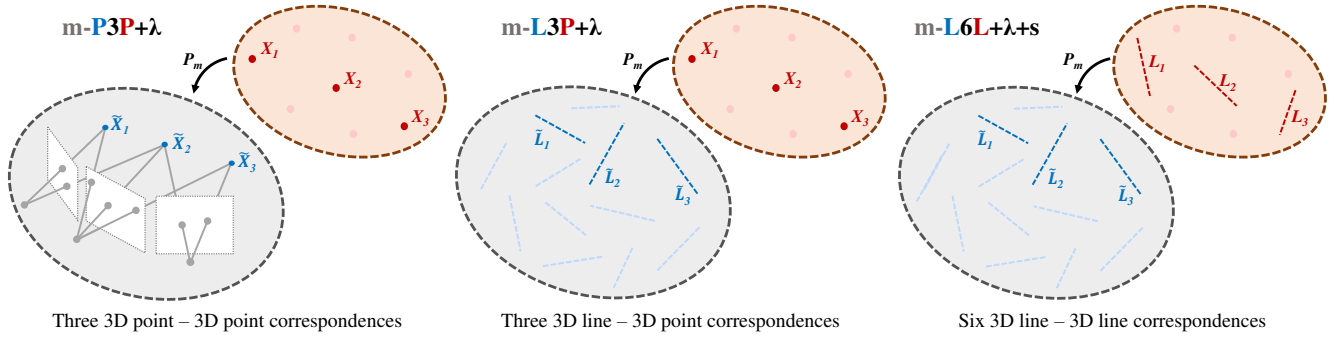 m-P3P+λ
P_m
X_1
X_2
X_3
X̃_1
X̃_2
X̃_3
Three 3D point – 3D point correspondences
m-L3P+λ
P_m
X_1
X_2
X_3
L̃_1
L̃_2
L̃_3
Three 3D line – 3D point correspondences
m-L6L+λ+s
P_m
L_1
L_2
L_3
L̃_1
L̃_2
L̃_3
Six 3D line – 3D line correspondences